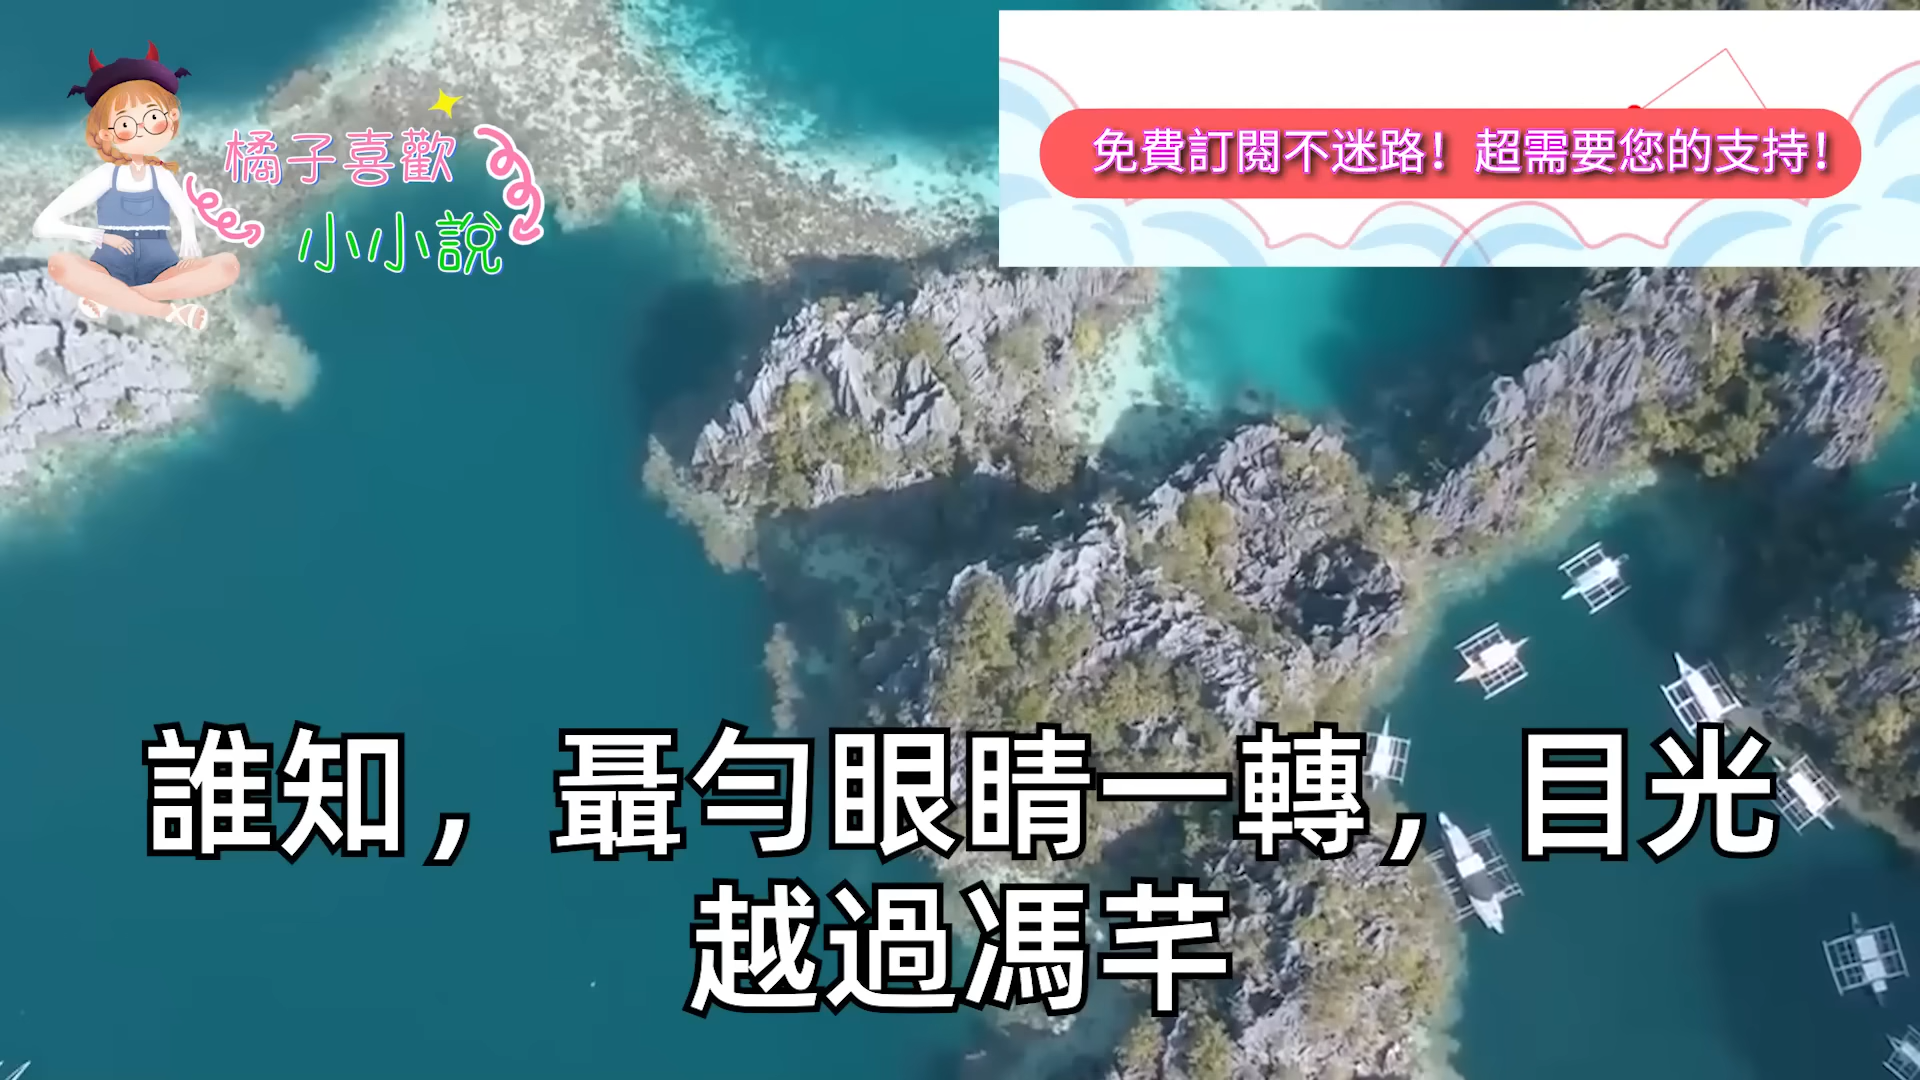 橘子喜歡
小小說
免費訂閱不迷路！超需要您的支持！
誰知，聶勻眼睛一轉，目光
越過馮芊